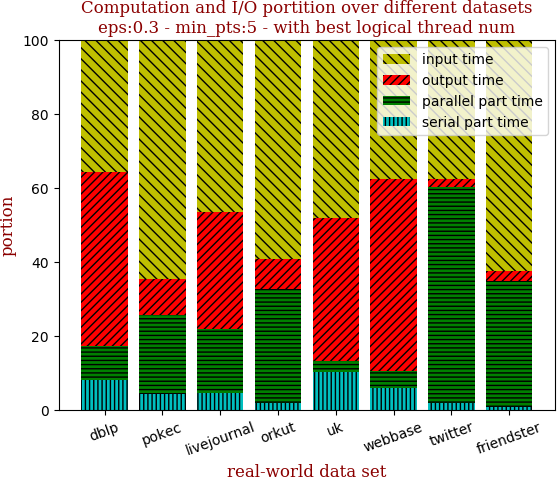 Computation and I/O portition over different datasets
eps:0.3 - min_pts:5 - with best logical thread num
100
80
60
40
20
0
portion
input time
output time
parallel part time
serial part time
dblp
pokec
livejournal
orkut
uk
webbase
twitter
friendster
real-world data set